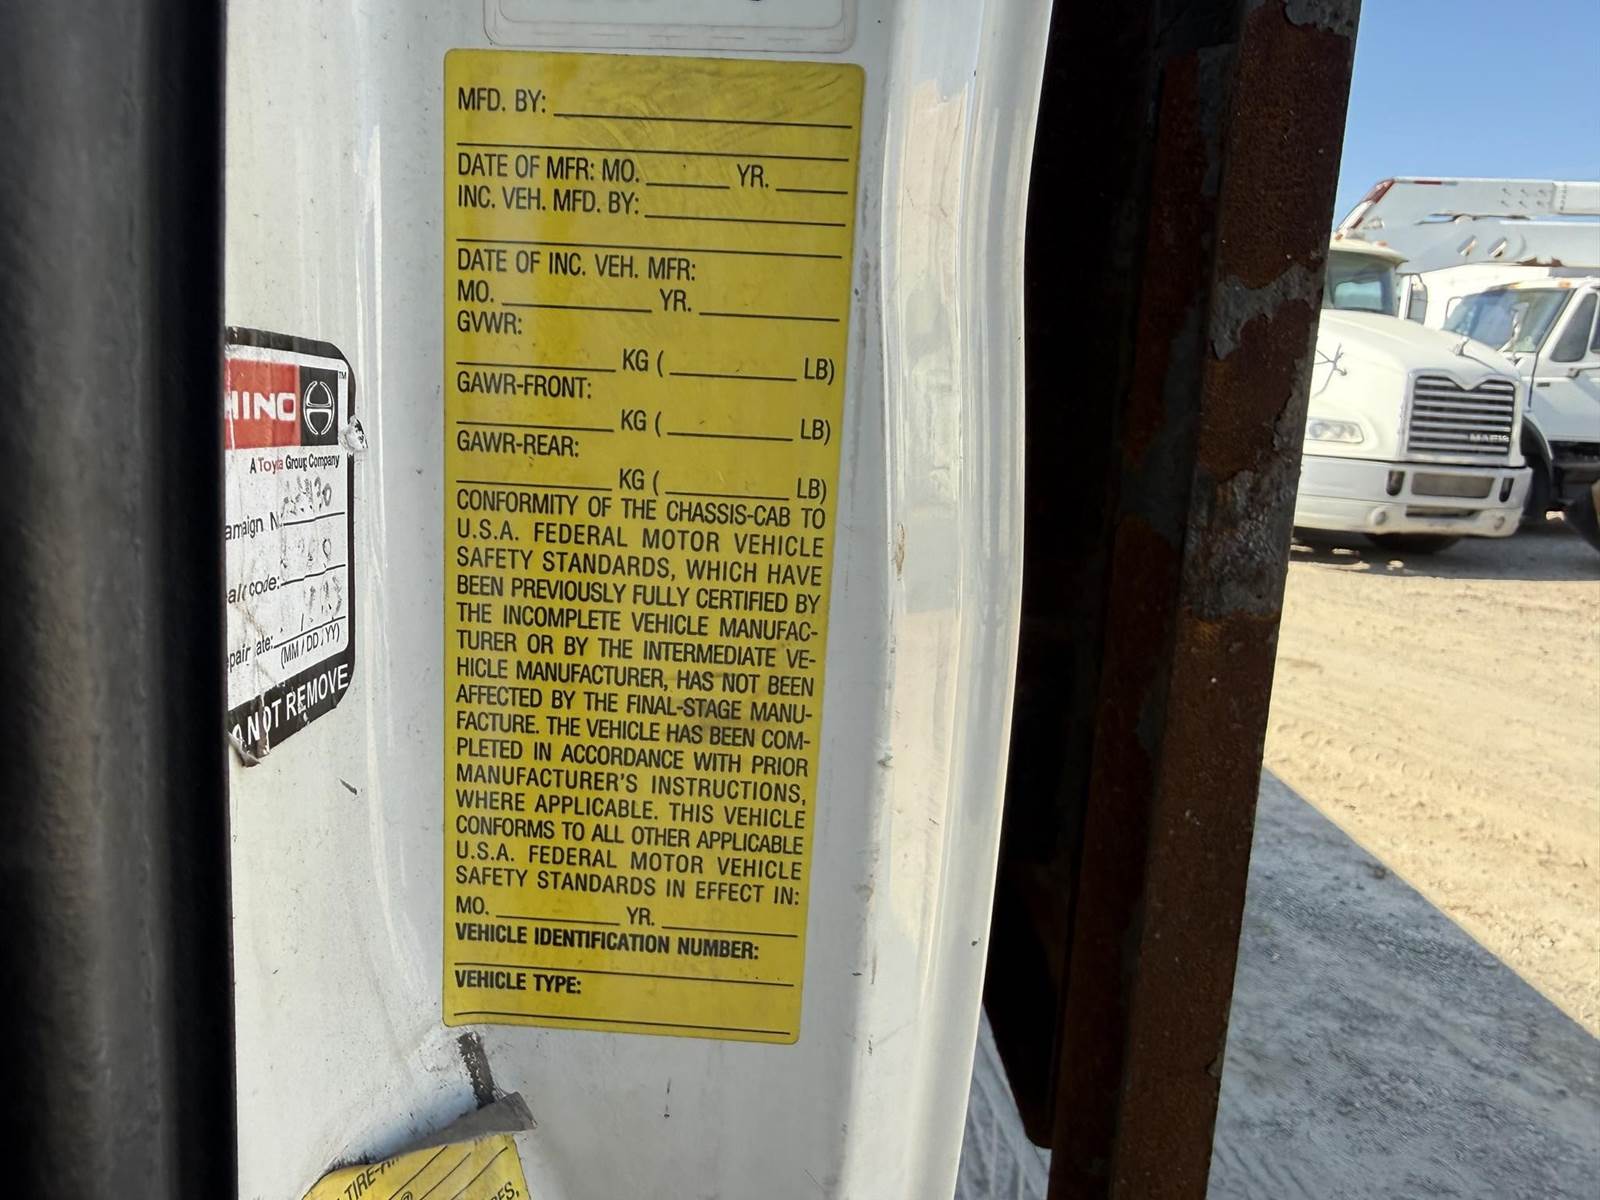 MFD. BY:
DATE OF MFR: MO. YR.
INC. VEH. MFD. BY:
DATE OF INC. VEH. MFR:
MO. YR.
GVWR:
KG ( LB)
GAWR-FRONT:
KG ( LB)
GAWR-REAR:
KG ( LB)
CONFORMITY OF THE CHASSIS-CAB TO
U.S.A. FEDERAL MOTOR VEHICLE
SAFETY STANDARDS, WHICH HAVE
BEEN PREVIOUSLY FULLY CERTIFIED BY
THE INCOMPLETE VEHICLE MANUFAC-
TURER OR BY THE INTERMEDIATE VE-
HICLE MANUFACTURER, HAS NOT BEEN
AFFECTED BY THE FINAL-STAGE MANU-
FACTURE. THE VEHICLE HAS BEEN COM-
PLETED IN ACCORDANCE WITH PRIOR
MANUFACTURER'S INSTRUCTIONS,
WHERE APPLICABLE. THIS VEHICLE
CONFORMS TO ALL OTHER APPLICABLE
U.S.A. FEDERAL MOTOR VEHICLE
SAFETY STANDARDS IN EFFECT IN:
MO. YR.
VEHICLE IDENTIFICATION NUMBER:
VEHICLE TYPE:
HINO
A Toyota Group Company
amaign N
code:
epair ate:
(MM / DD / YY)
NOT REMOVE
TIRE-